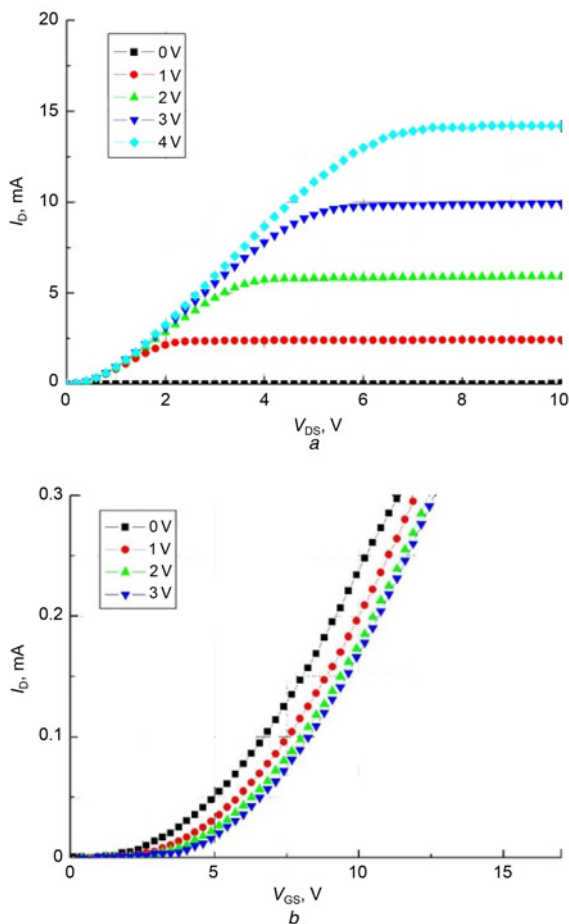 20
15
10
5
0
I_D, mA
0 V
1 V
2 V
3 V
4 V
0 2 4 6 8 10
V_DS, V
a
0.3
0.2
0.1
0
I_D, mA
0 V
1 V
2 V
3 V
0 5 10 15
V_GS, V
b